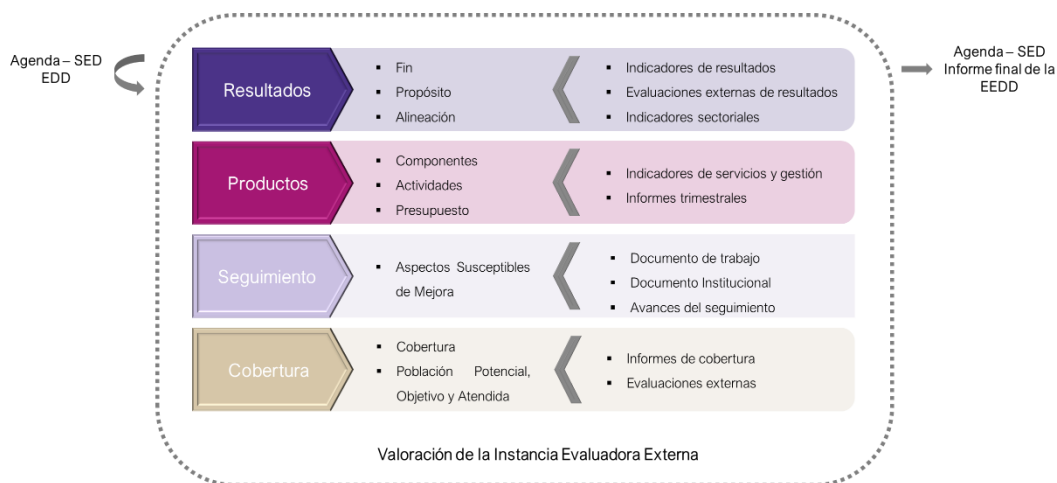 Agenda – SED
EDD
Resultados
▪ Fin
▪ Propósito
▪ Alineación
▪ Indicadores de resultados
▪ Evaluaciones externas de resultados
▪ Indicadores sectoriales
Agenda – SED
Informe final de la
EEDD
Productos
▪ Componentes
▪ Actividades
▪ Presupuesto
▪ Indicadores de servicios y gestión
▪ Informes trimestrales
Seguimiento
▪ Aspectos Susceptibles
de Mejora
▪ Documento de trabajo
▪ Documento Institucional
▪ Avances del seguimiento
Cobertura
▪ Cobertura
▪ Población Potencial,
Objetivo y Atendida
▪ Informes de cobertura
▪ Evaluaciones externas
Valoración de la Instancia Evaluadora Externa